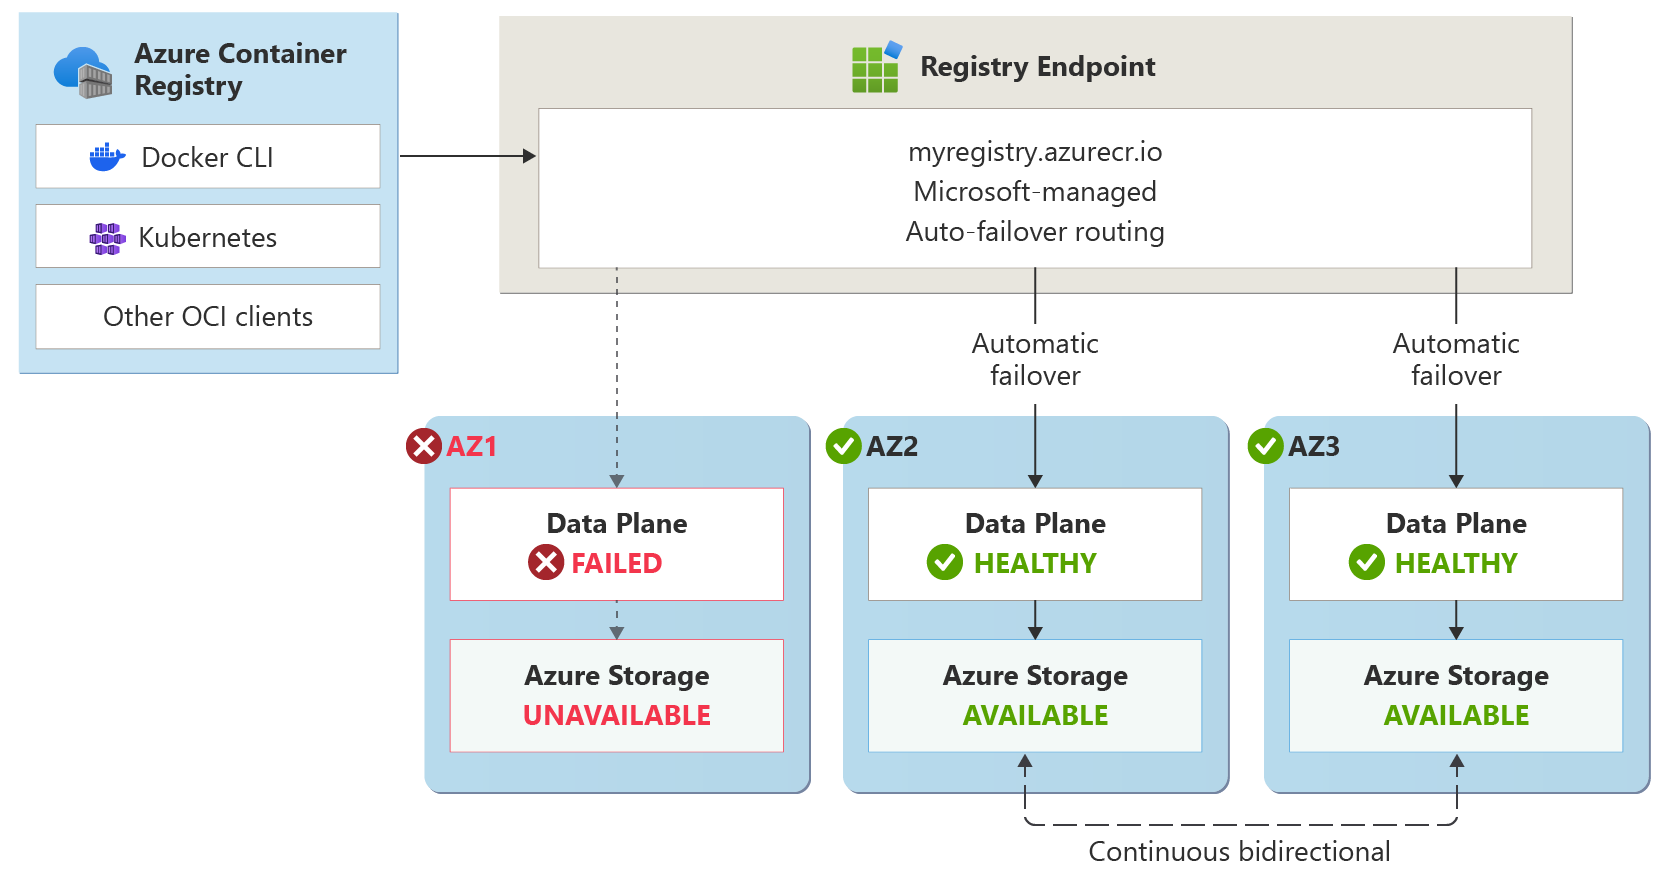 Azure Container
Registry
Docker CLI
Kubernetes
Other OCI clients
Registry Endpoint
myregistry.azurecr.io
Microsoft-managed
Auto-failover routing
Automatic
failover
Automatic
failover
AZ1
Data Plane
FAILED
Azure Storage
UNAVAILABLE
AZ2
Data Plane
HEALTHY
Azure Storage
AVAILABLE
AZ3
Data Plane
HEALTHY
Azure Storage
AVAILABLE
Continuous bidirectional